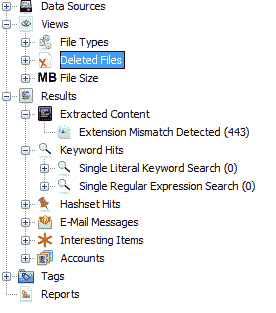 Data Sources
Views
File Types
Deleted Files
MB File Size
Results
Extracted Content
Extension Mismatch Detected (443)
Keyword Hits
Single Literal Keyword Search (0)
Single Regular Expression Search (0)
Hashset Hits
E-Mail Messages
Interesting Items
Accounts
Tags
Reports